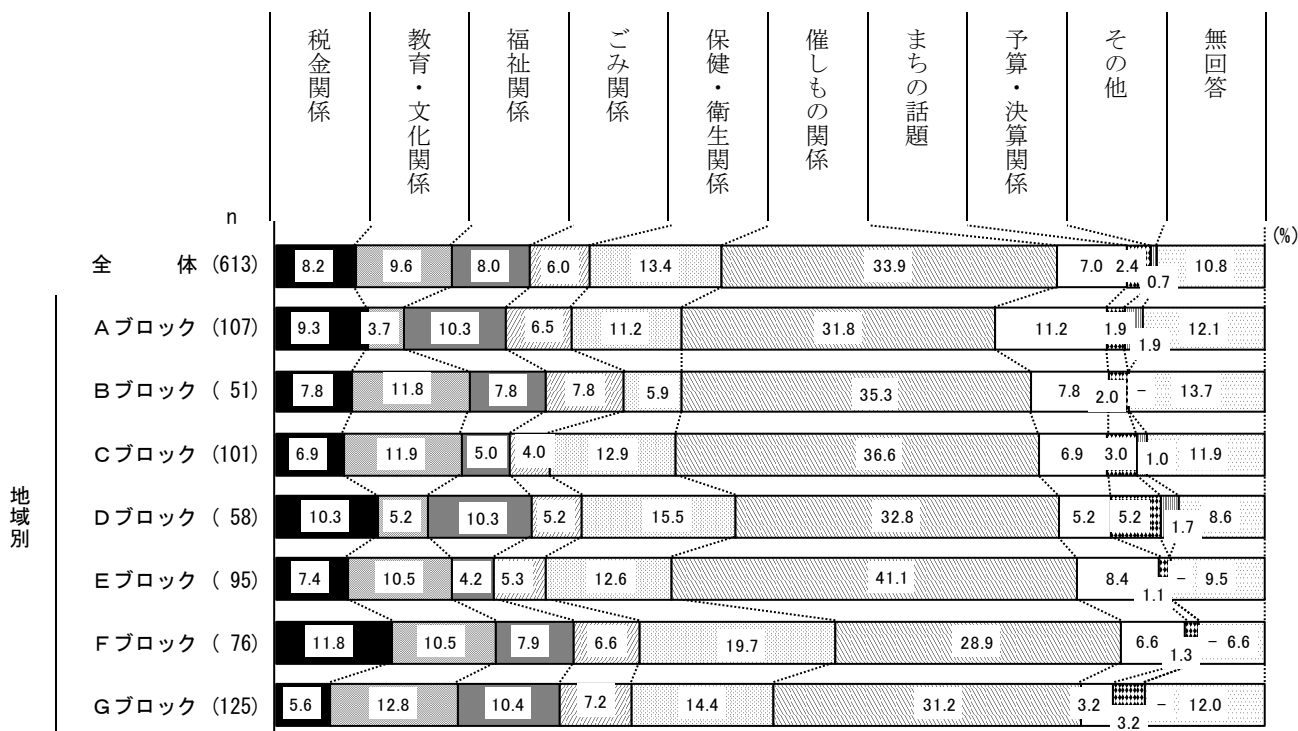 税金関係
教育・文化関係
福祉関係
ごみ関係
保健・衛生関係
催しもの関係
まちの話題
予算・決算関係
その他
無回答
n
(%)
全体 (613) 8.2 9.6 8.0 6.0 13.4 33.9 7.0 2.4 0.7 10.8
地域別
Aブロック (107) 9.3 3.7 10.3 6.5 11.2 31.8 11.2 1.9 1.9 12.1
Bブロック ( 51) 7.8 11.8 7.8 7.8 5.9 35.3 7.8 2.0 － 13.7
Cブロック (101) 6.9 11.9 5.0 4.0 12.9 36.6 6.9 3.0 1.0 11.9
Dブロック ( 58) 10.3 5.2 10.3 5.2 15.5 32.8 5.2 5.2 1.7 8.6
Eブロック ( 95) 7.4 10.5 4.2 5.3 12.6 41.1 8.4 1.1 － 9.5
Fブロック ( 76) 11.8 10.5 7.9 6.6 19.7 28.9 6.6 1.3 － 6.6
Gブロック (125) 5.6 12.8 10.4 7.2 14.4 31.2 3.2 3.2 － 12.0